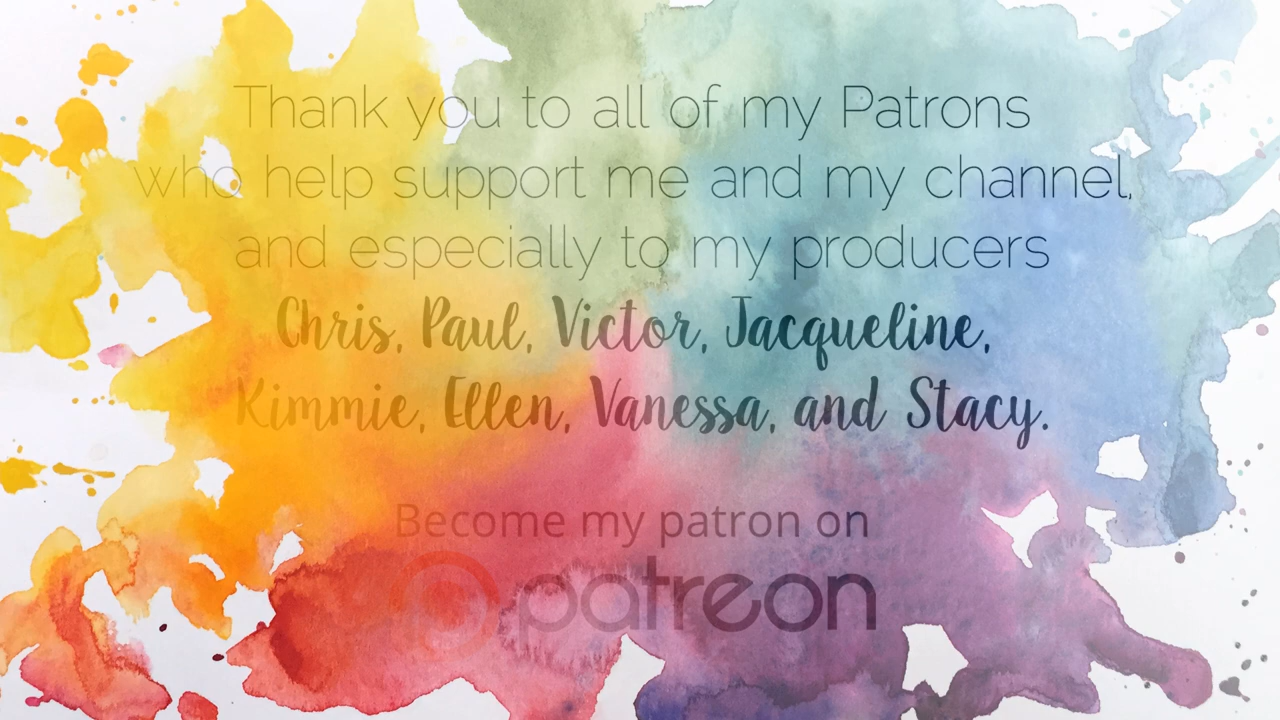 Thank you to all of my Patrons
who help support me and my channel,
and especially to my producers
Chris, Paul, Victor, Jacqueline,
Kimmie, Ellen, Vanessa, and Stacy.
Become my patron on
patreon